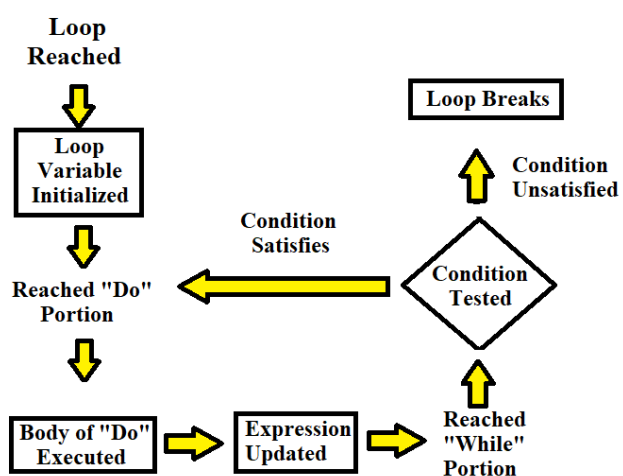 Loop
Reached
Loop
Variable
Initialized
Reached "Do"
Portion
Body of "Do"
Executed
Expression
Updated
Reached
"While"
Portion
Condition
Tested
Condition
Satisfies
Condition
Unsatisfied
Loop Breaks